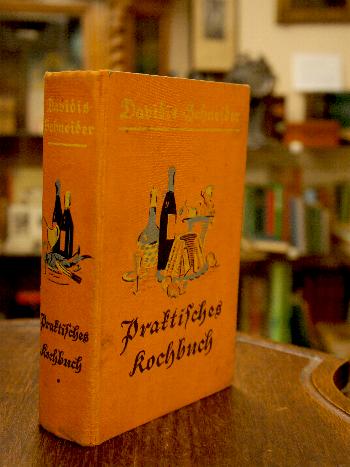 Davidis
Schneider
Praktisches
Kochbuch
Davidis-Schneider
Praktisches
Kochbuch